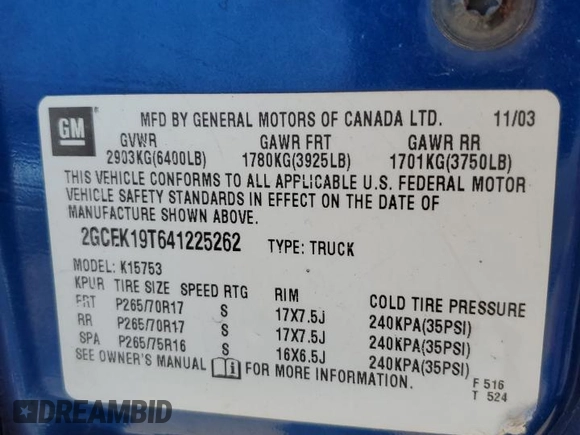 GM MFD BY GENERAL MOTORS OF CANADA LTD. 11/03
GVWR GAWR FRT GAWR RR
2903KG(6400LB) 1780KG(3925LB) 1701KG(3750LB)
THIS VEHICLE CONFORMS TO ALL APPLICABLE U.S. FEDERAL MOTOR
VEHICLE SAFETY STANDARDS IN EFFECT ON THE DATE OF
MANUFACTURE SHOWN ABOVE.
2GCEK19T641225262 TYPE: TRUCK
MODEL: K15753
KPUR TIRE SIZE SPEED RTG RIM COLD TIRE PRESSURE
FRT P265/70R17 S 17X7.5J 240KPA(35PSI)
RR P265/70R17 S 17X7.5J 240KPA(35PSI)
SPA P265/75R16 S 16X6.5J 240KPA(35PSI)
SEE OWNER'S MANUAL FOR MORE INFORMATION. F 516
T 524
DREAMBID